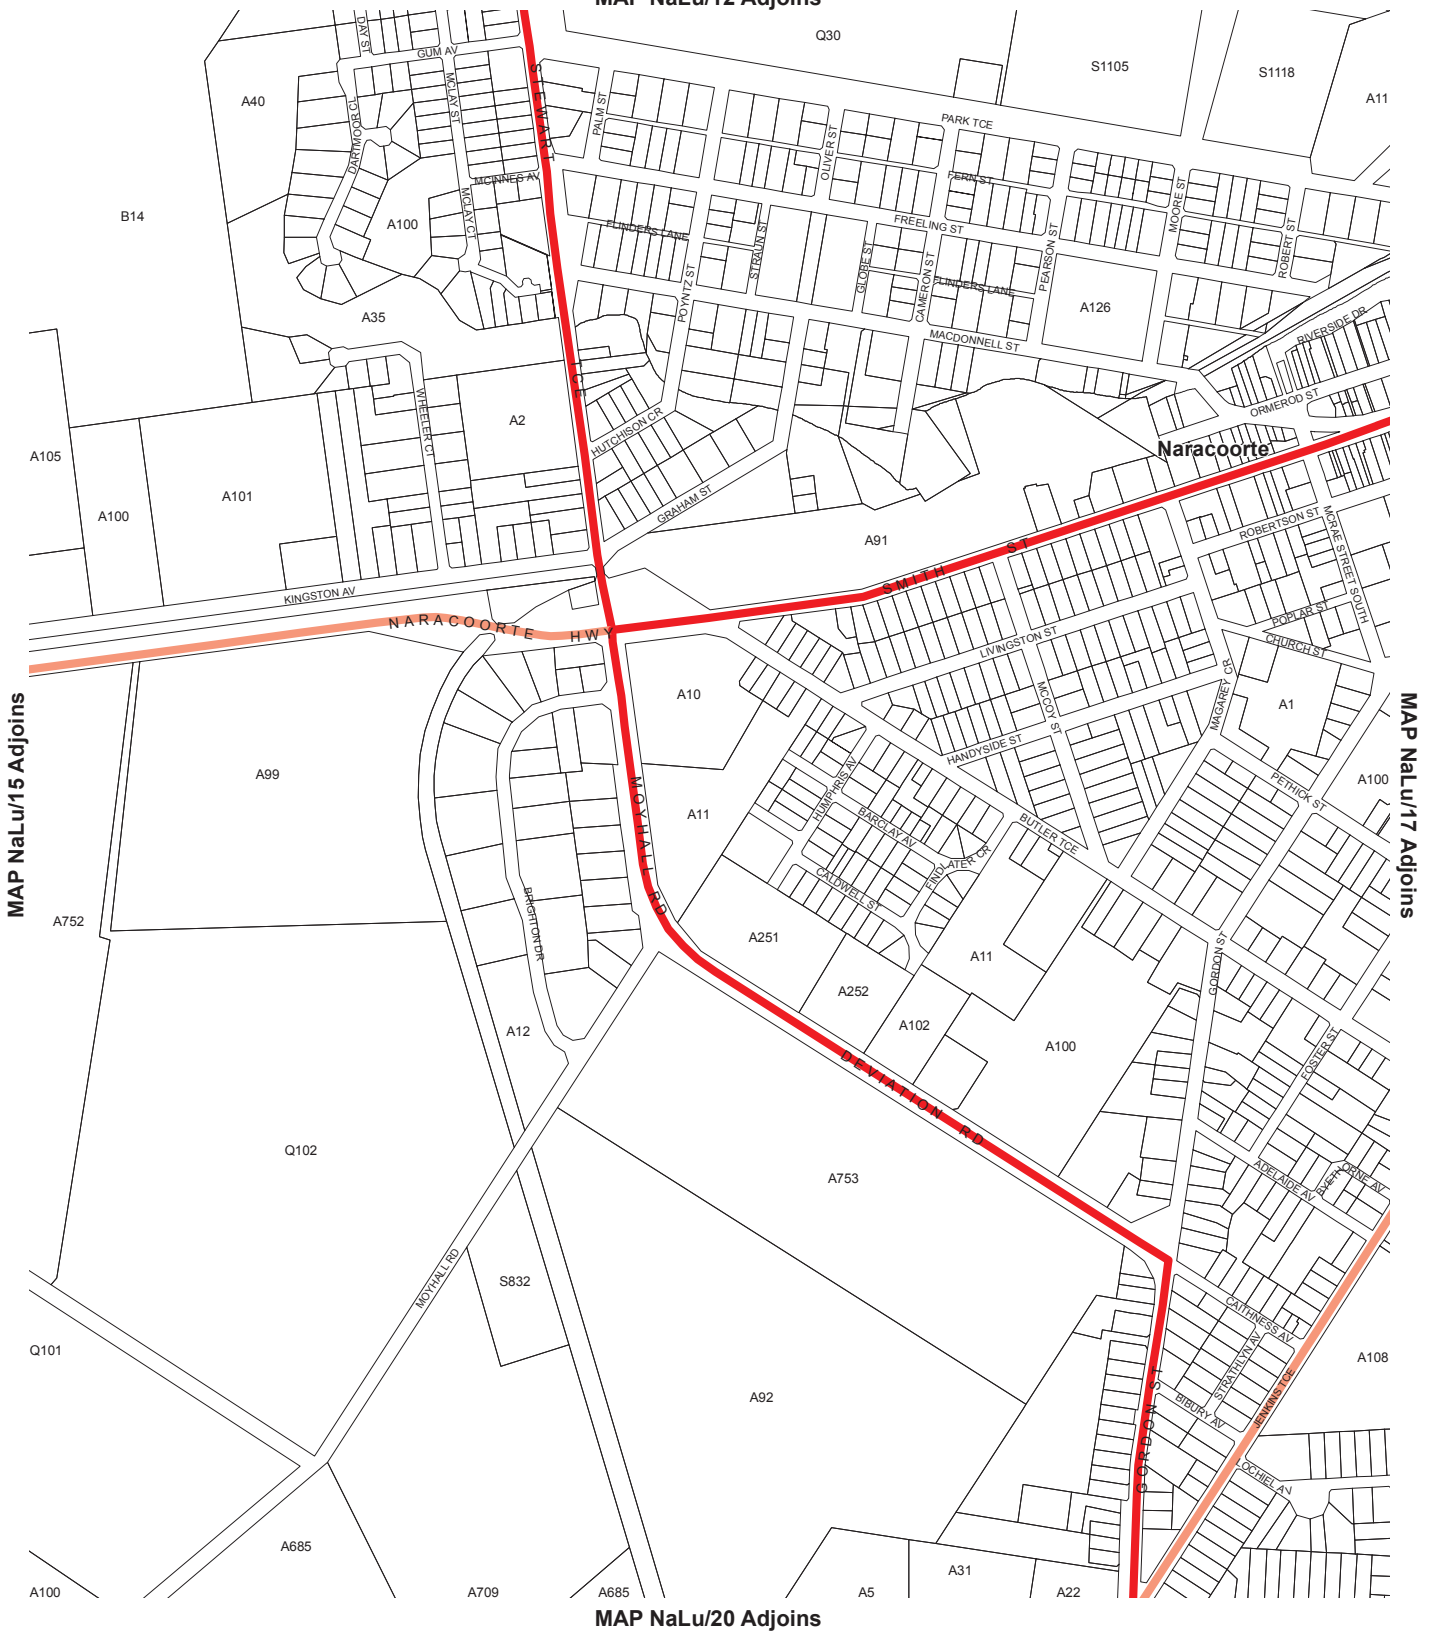 MAP NaLu/12 Adjoins
Q30
S1105
S1118
A11
DAY ST
GUM AV
A40
MCLAY ST
DARTMOOR CL
STEWART TCE
PALM ST
PARK TCE
OLIVER ST
MCINNES AV
FERN ST
MOORE ST
MCLAY CT
B14
A100
FREELING ST
FLINDERS LANE
STRAUN ST
PEARSON ST
ROBERT ST
GLOBE ST
CAMERON ST
POYNTZ ST
FLINDERS LANE
A126
A35
RIVERSIDE DR
MACDONNELL ST
ORMEROD ST
WHEELER CT
A2
HUTCHISON CR
Naracoorte
A105
A101
A100
GRAHAM ST
ROBERTSON ST
MCRAE STREET SOUTH
A91
SMITH ST
KINGSTON AV
NARACOORTE HWY
POPLAR ST
CHURCH ST
LIVINGSTON ST
MCCOY ST
MAGAREY CR
A10
A1
MAP NaLu/15 Adjoins
MAP NaLu/17 Adjoins
HANDYSIDE ST
A99
HUMPHRIS AV
PETHICK ST
A100
MOYHALL RD
A11
BARCLAY AV
BUTLER TCE
FINDLATER CR
CALDWELL ST
BRIGHTON DR
A752
A251
A11
GORDON ST
A252
A12
A102
A100
FOSTER ST
DEVIATION RD
Q102
A753
ADELAIDE AV
BYETHORNE AV
MOYHALL RD
S832
CAITHNESS AV
STRATHLYN AV
Q101
A108
A92
GORDON ST
BIBURY AV
JENKINS TCE
LOCHIEL AV
A685
A31
A100
A709
A685
A5
A22
MAP NaLu/20 Adjoins